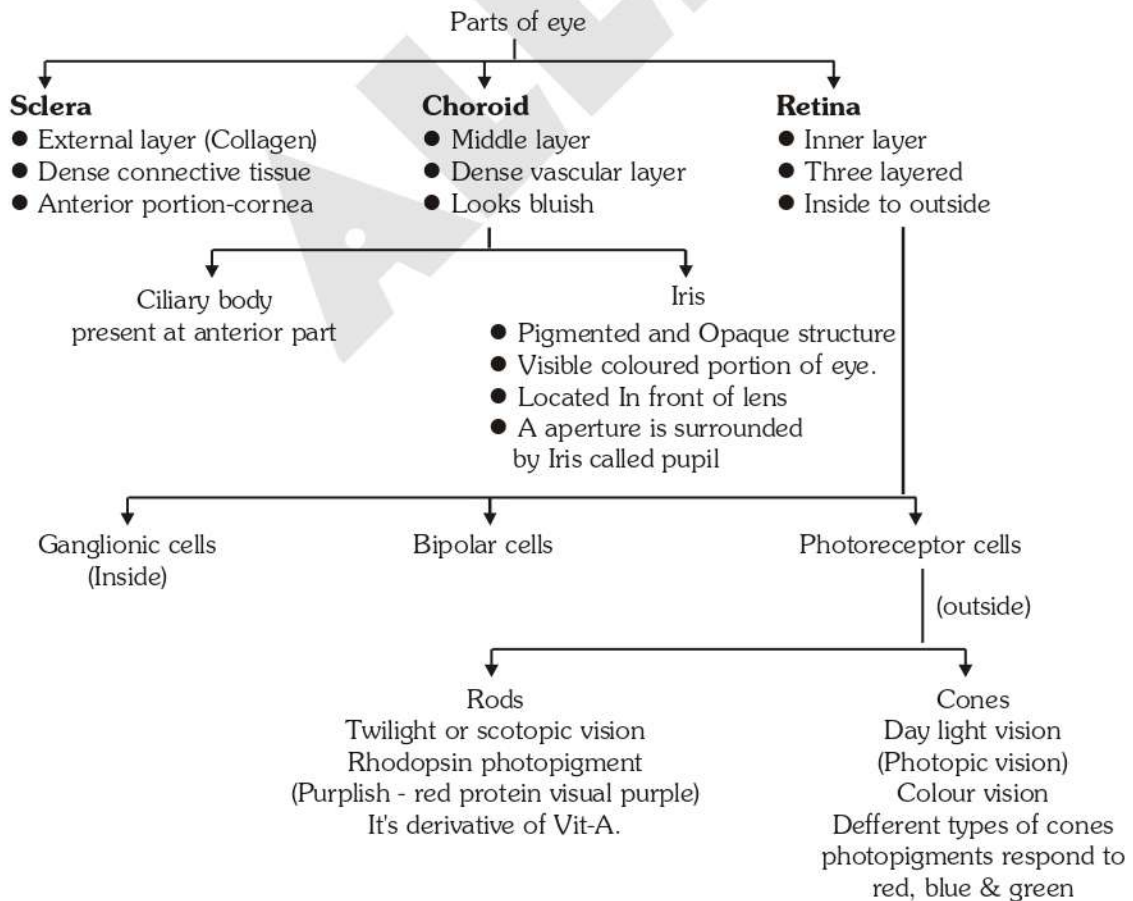 Parts of eye
Sclera
● External layer (Collagen)
● Dense connective tissue
● Anterior portion-cornea
Choroid
● Middle layer
● Dense vascular layer
● Looks bluish
Retina
● Inner layer
● Three layered
● Inside to outside
Ciliary body
present at anterior part
Iris
● Pigmented and Opaque structure
● Visible coloured portion of eye.
● Located In front of lens
● A aperture is surrounded
by Iris called pupil
Ganglionic cells
(Inside)
Bipolar cells
Photoreceptor cells
(outside)
Rods
Twilight or scotopic vision
Rhodopsin photopigment
(Purplish - red protein visual purple)
It's derivative of Vit-A.
Cones
Day light vision
(Photopic vision)
Colour vision
Defferent types of cones
photopigments respond to
red, blue & green